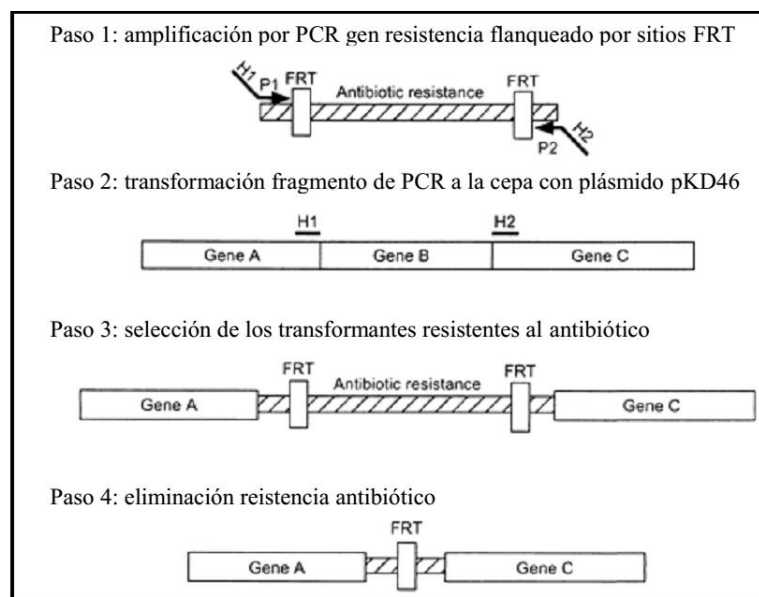 Paso 1: amplificación por PCR gen resistencia flanqueado por sitios FRT
H1
P1
FRT
Antibiotic resistance
FRT
P2
H2
Paso 2: transformación fragmento de PCR a la cepa con plásmido pKD46
H1 H2
Gene A Gene B Gene C
Paso 3: selección de los transformantes resistentes al antibiótico
FRT Antibiotic resistance FRT
Gene A Gene C
Paso 4: eliminación reistencia antibiótico
FRT
Gene A Gene C